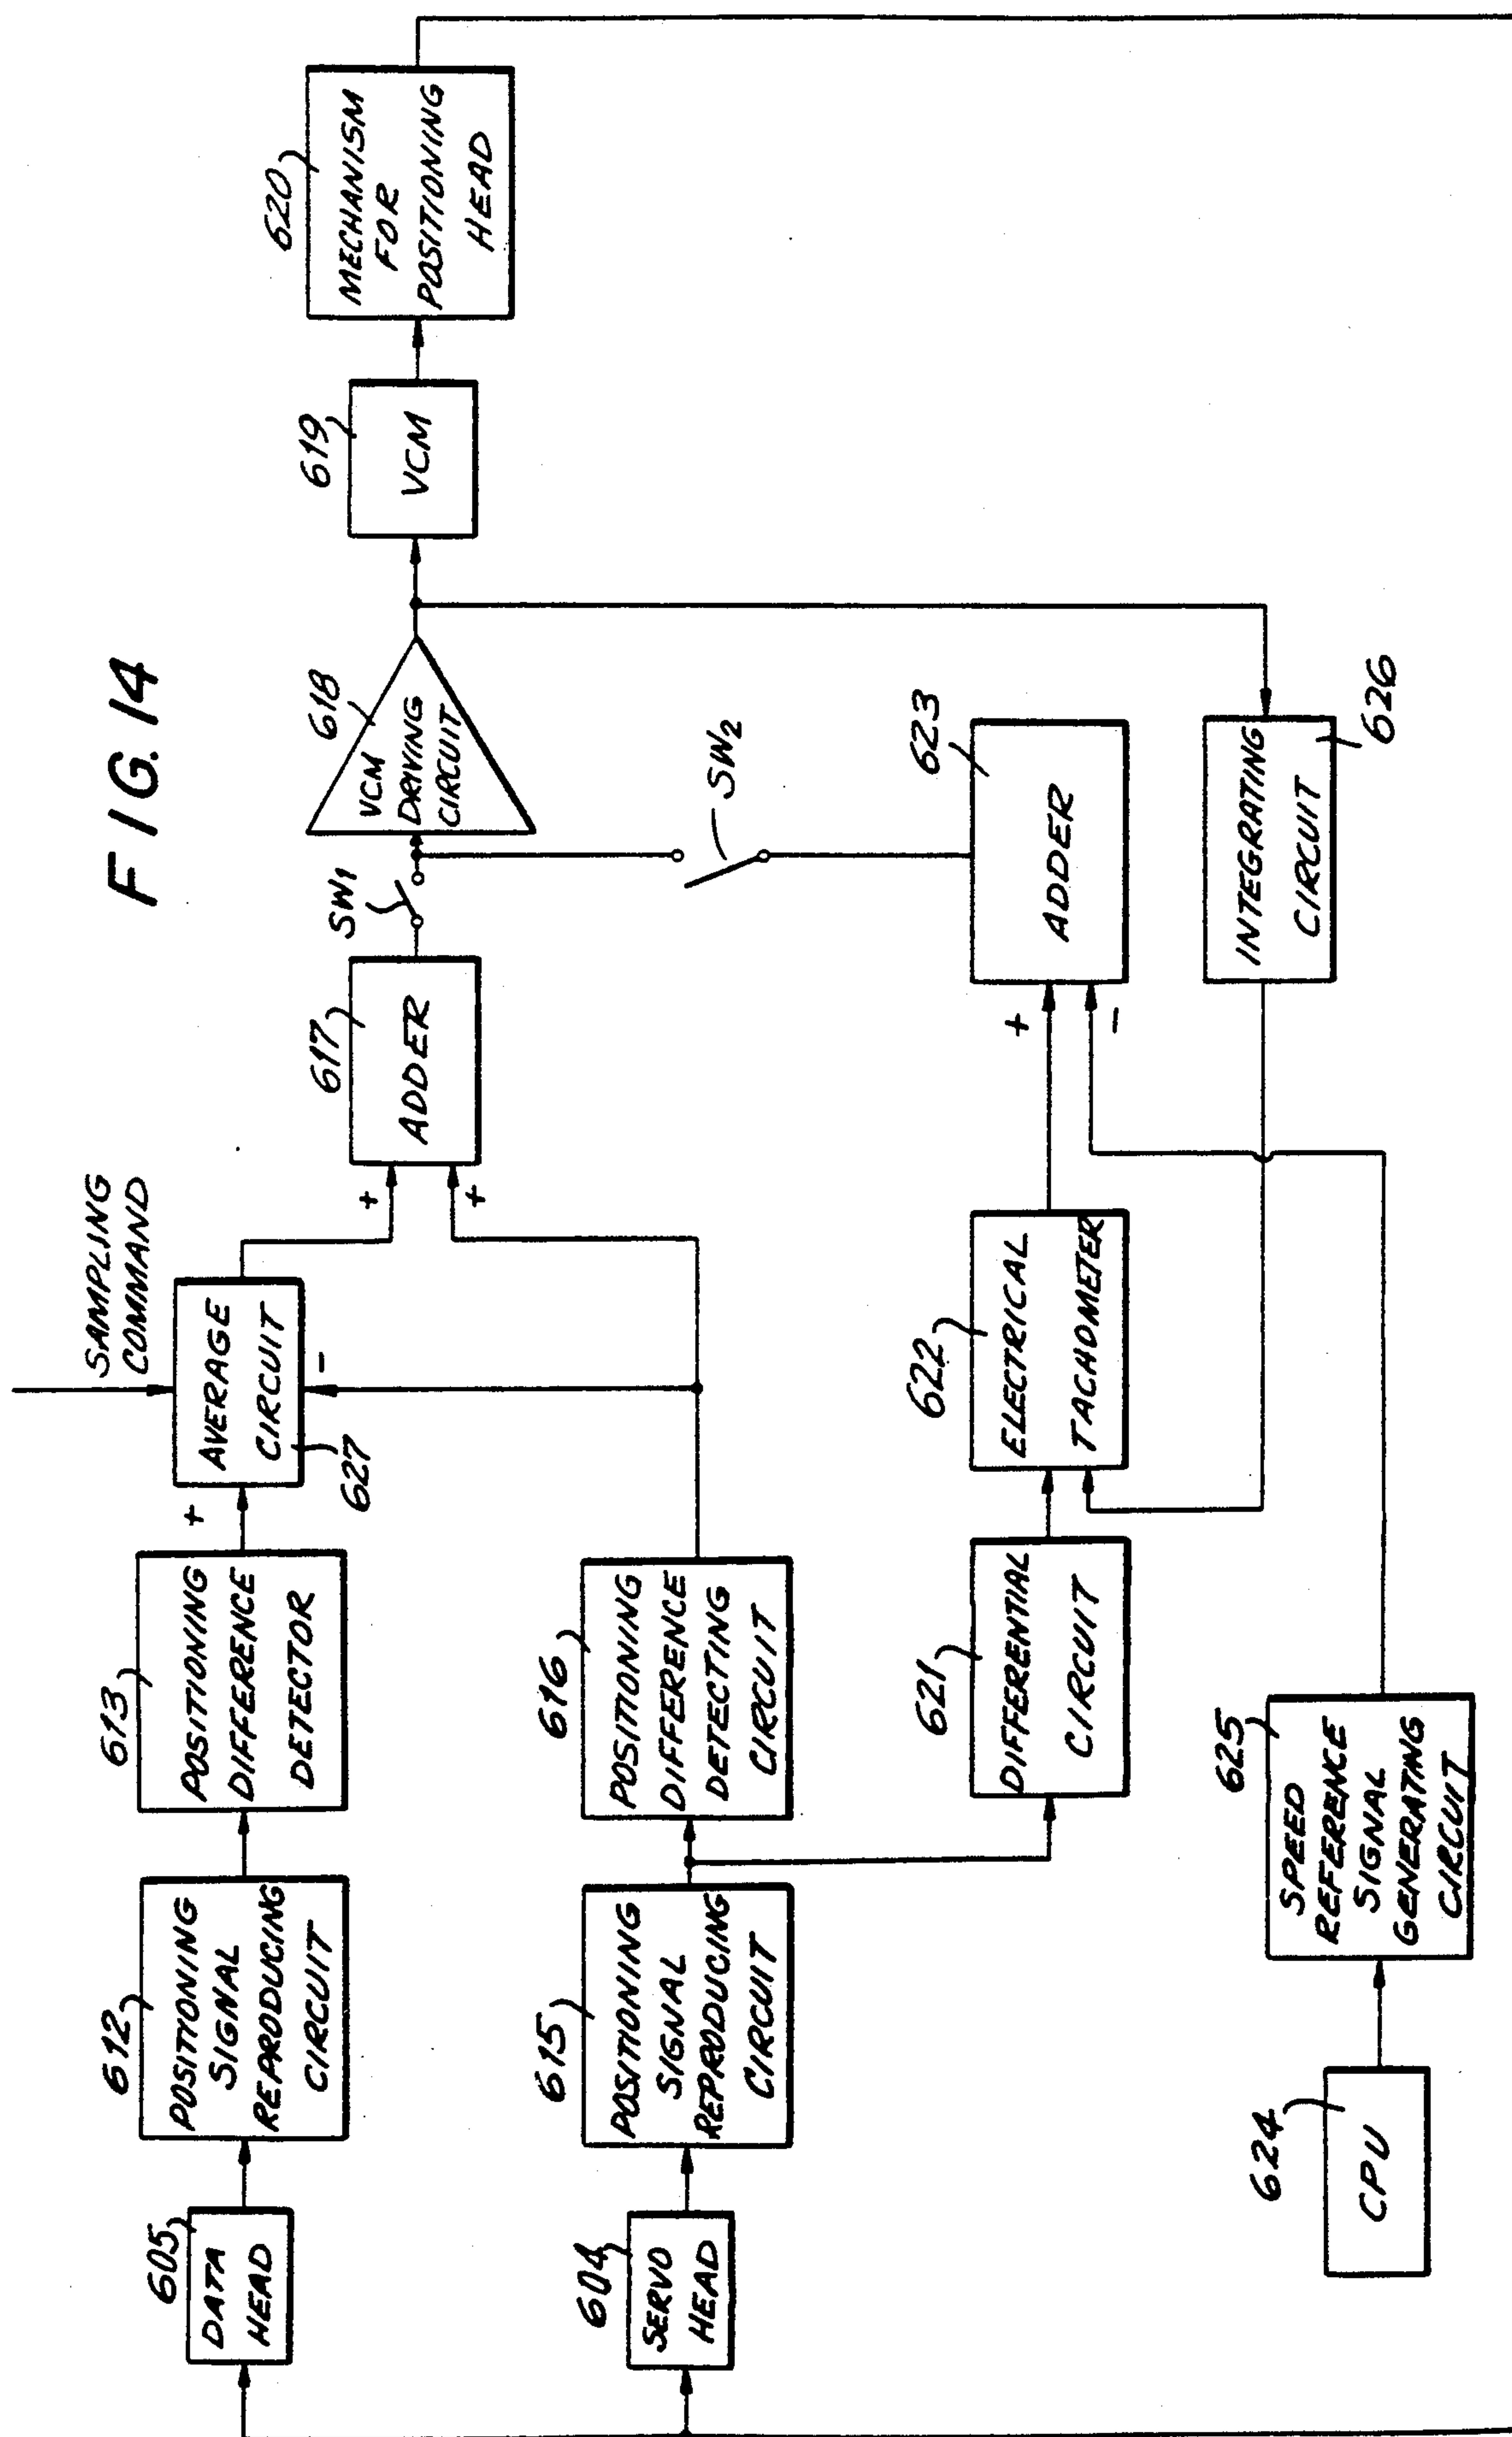 FIG. 14
SAMPLING
COMMAND
605
DATA
HEAD
612
POSITIONING
SIGNAL
REPRODUCING
CIRCUIT
613
POSITIONING
DIFFERENCE
DETECTOR
+
AVERAGE
CIRCUIT
627
-
604
SERVO
HEAD
615
POSITIONING
SIGNAL
REPRODUCING
CIRCUIT
616
POSITIONING
DIFFERENCE
DETECTING
CIRCUIT
+
+
617
ADDER
SW1
618
VCM
DRIVING
CIRCUIT
619
VCM
620
MECHANISM
FOR
POSITIONING
HEAD
SW2
621
DIFFERENTIAL
CIRCUIT
622
ELECTRICAL
TACHOMETER
+
-
623
ADDER
624
CPU
625
SPEED
REFERENCE
SIGNAL
GENERATING
CIRCUIT
INTEGRATING
CIRCUIT
626